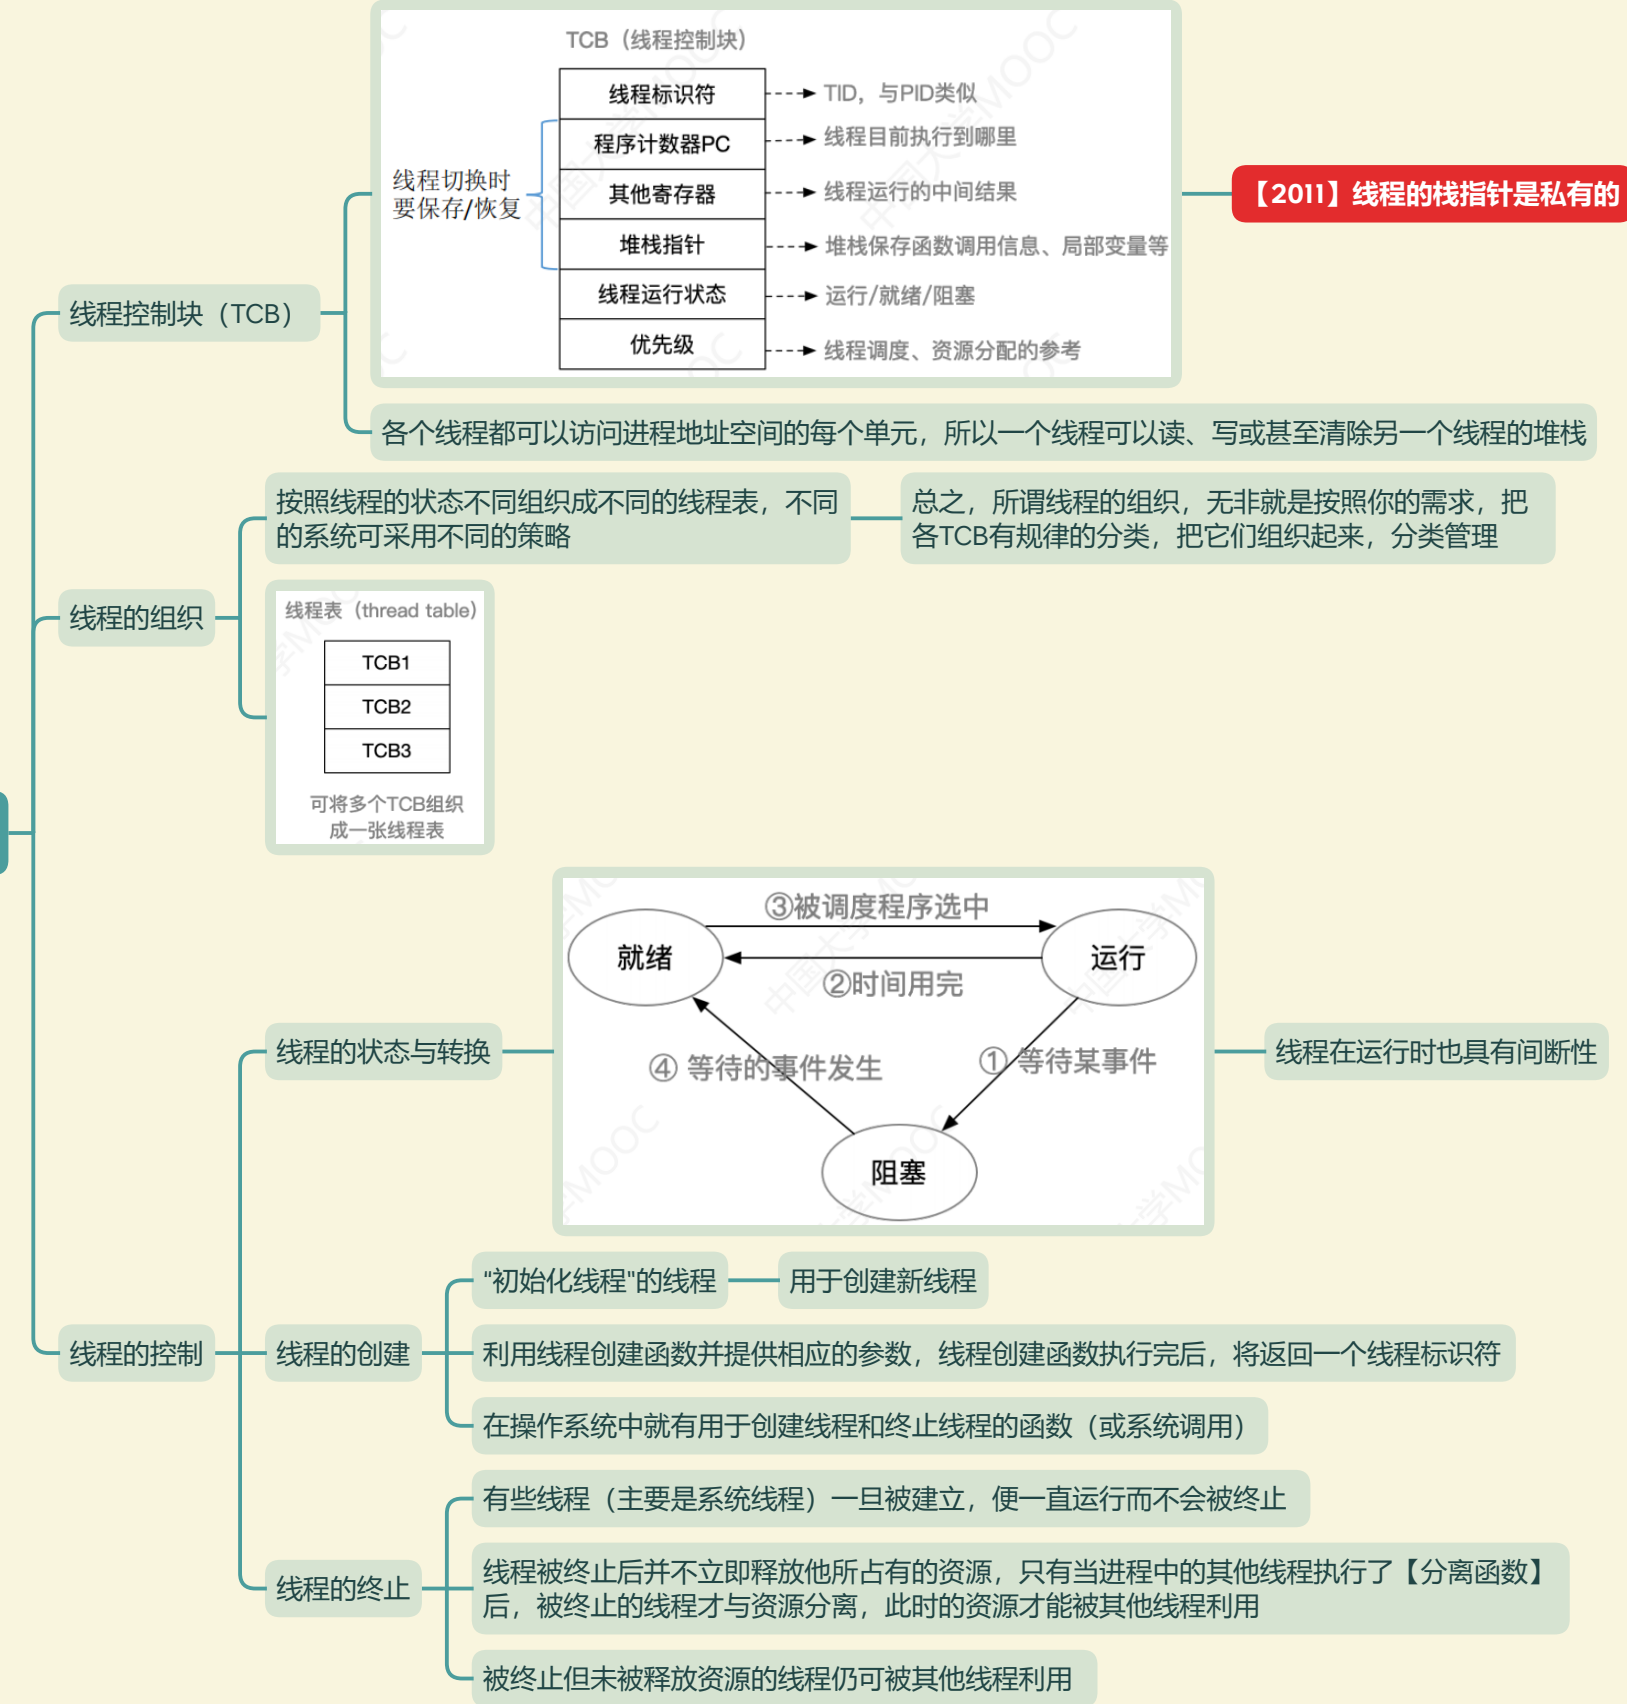 线程控制块（TCB）
TCB（线程控制块）
线程切换时
要保存/恢复
线程标识符
TID，与PID类似
程序计数器PC
线程目前执行到哪里
其他寄存器
线程运行的中间结果
堆栈指针
堆栈保存函数调用信息、局部变量等
线程运行状态
运行/就绪/阻塞
优先级
线程调度、资源分配的参考
【2011】线程的栈指针是私有的
各个线程都可以访问进程地址空间的每个单元，所以一个线程可以读、写或甚至清除另一个线程的堆栈
线程的组织
按照线程的状态不同组织成不同的线程表，不同
的系统可采用不同的策略
总之，所谓线程的组织，无非就是按照你的需求，把
各TCB有规律的分类，把它们组织起来，分类管理
线程表（thread table）
TCB1
TCB2
TCB3
可将多个TCB组织
成一张线程表
线程的控制
线程的状态与转换
③被调度程序选中
就绪
运行
②时间用完
④ 等待的事件发生
① 等待某事件
阻塞
线程在运行时也具有间断性
线程的创建
“初始化线程"的线程
用于创建新线程
利用线程创建函数并提供相应的参数，线程创建函数执行完后，将返回一个线程标识符
在操作系统中就有用于创建线程和终止线程的函数（或系统调用）
线程的终止
有些线程（主要是系统线程）一旦被建立，便一直运行而不会被终止
线程被终止后并不立即释放他所占有的资源，只有当进程中的其他线程执行了【分离函数】
后，被终止的线程才与资源分离，此时的资源才能被其他线程利用
被终止但未被释放资源的线程仍可被其他线程利用
中国大学MOOC